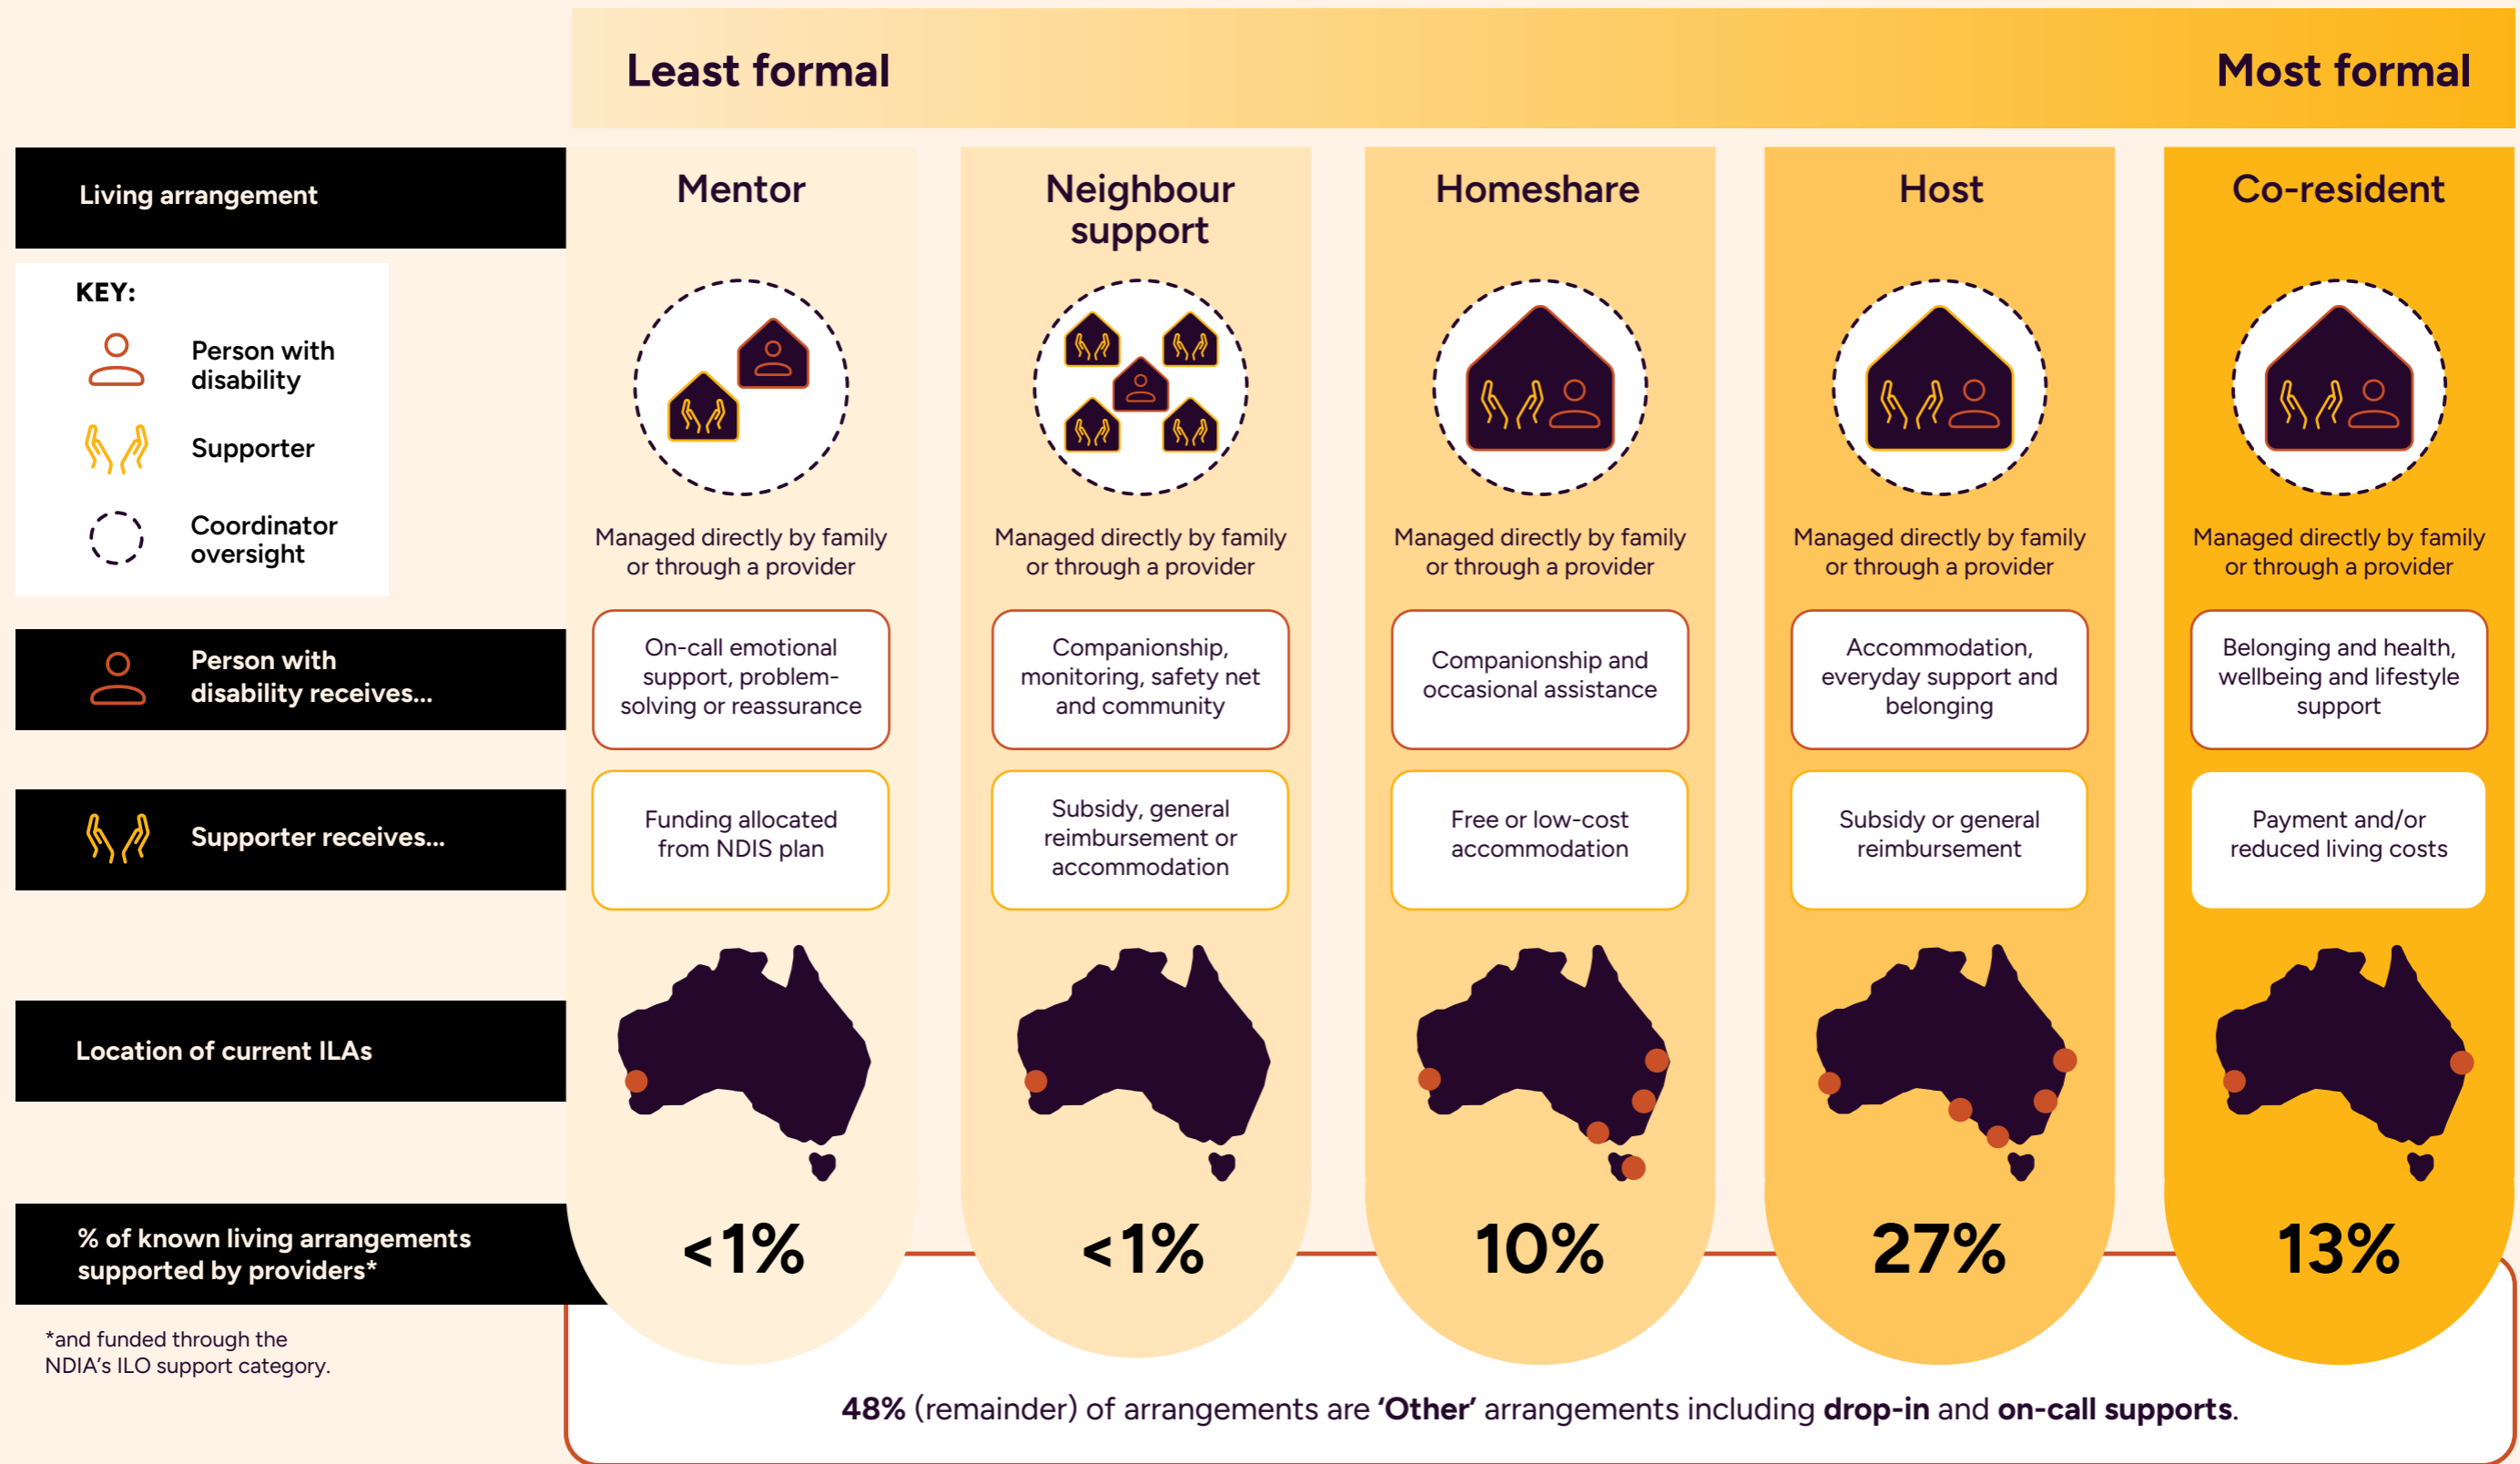 Least formal
Most formal
Living arrangement
Mentor
Neighbour
support
Homeshare
Host
Co-resident
KEY:
Person with
disability
Supporter
Coordinator
oversight
Managed directly by family
or through a provider
Managed directly by family
or through a provider
Managed directly by family
or through a provider
Managed directly by family
or through a provider
Managed directly by family
or through a provider
Person with
disability receives...
On-call emotional
support, problem-
solving or reassurance
Companionship,
monitoring, safety net
and community
Companionship and
occasional assistance
Accommodation,
everyday support and
belonging
Belonging and health,
wellbeing and lifestyle
support
Supporter receives...
Funding allocated
from NDIS plan
Subsidy, general
reimbursement or
accommodation
Free or low-cost
accommodation
Subsidy or general
reimbursement
Payment and/or
reduced living costs
Location of current ILAs
% of known living arrangements
supported by providers*
<1%
<1%
10%
27%
13%
*and funded through the
NDIA’s ILO support category.
48% (remainder) of arrangements are ‘Other’ arrangements including drop-in and on-call supports.